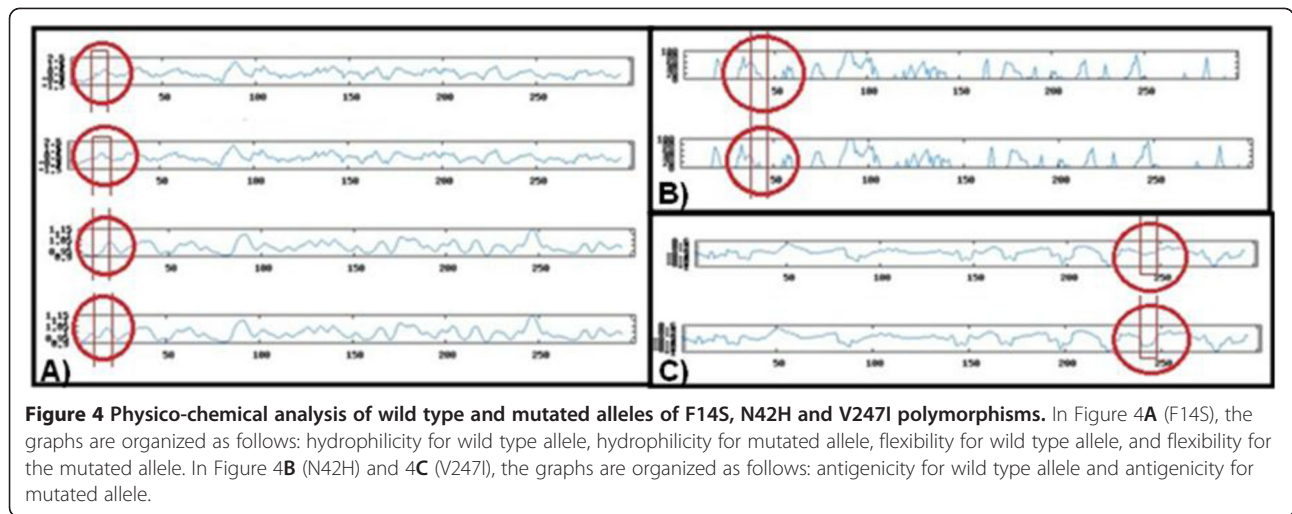 50 100 150 200 250
50 100 150 200 250
50 100 150 200 250
50 100 150 200 250
A)
50 100 150 200 250
50 100 150 200 250
B)
50 100 150 200 250
50 100 150 200 250
C)
Figure 4 Physico-chemical analysis of wild type and mutated alleles of F14S, N42H and V247I polymorphisms. In Figure 4A (F14S), the
graphs are organized as follows: hydrophilicity for wild type allele, hydrophilicity for mutated allele, flexibility for wild type allele, and flexibility for
the mutated allele. In Figure 4B (N42H) and 4C (V247I), the graphs are organized as follows: antigenicity for wild type allele and antigenicity for
mutated allele.